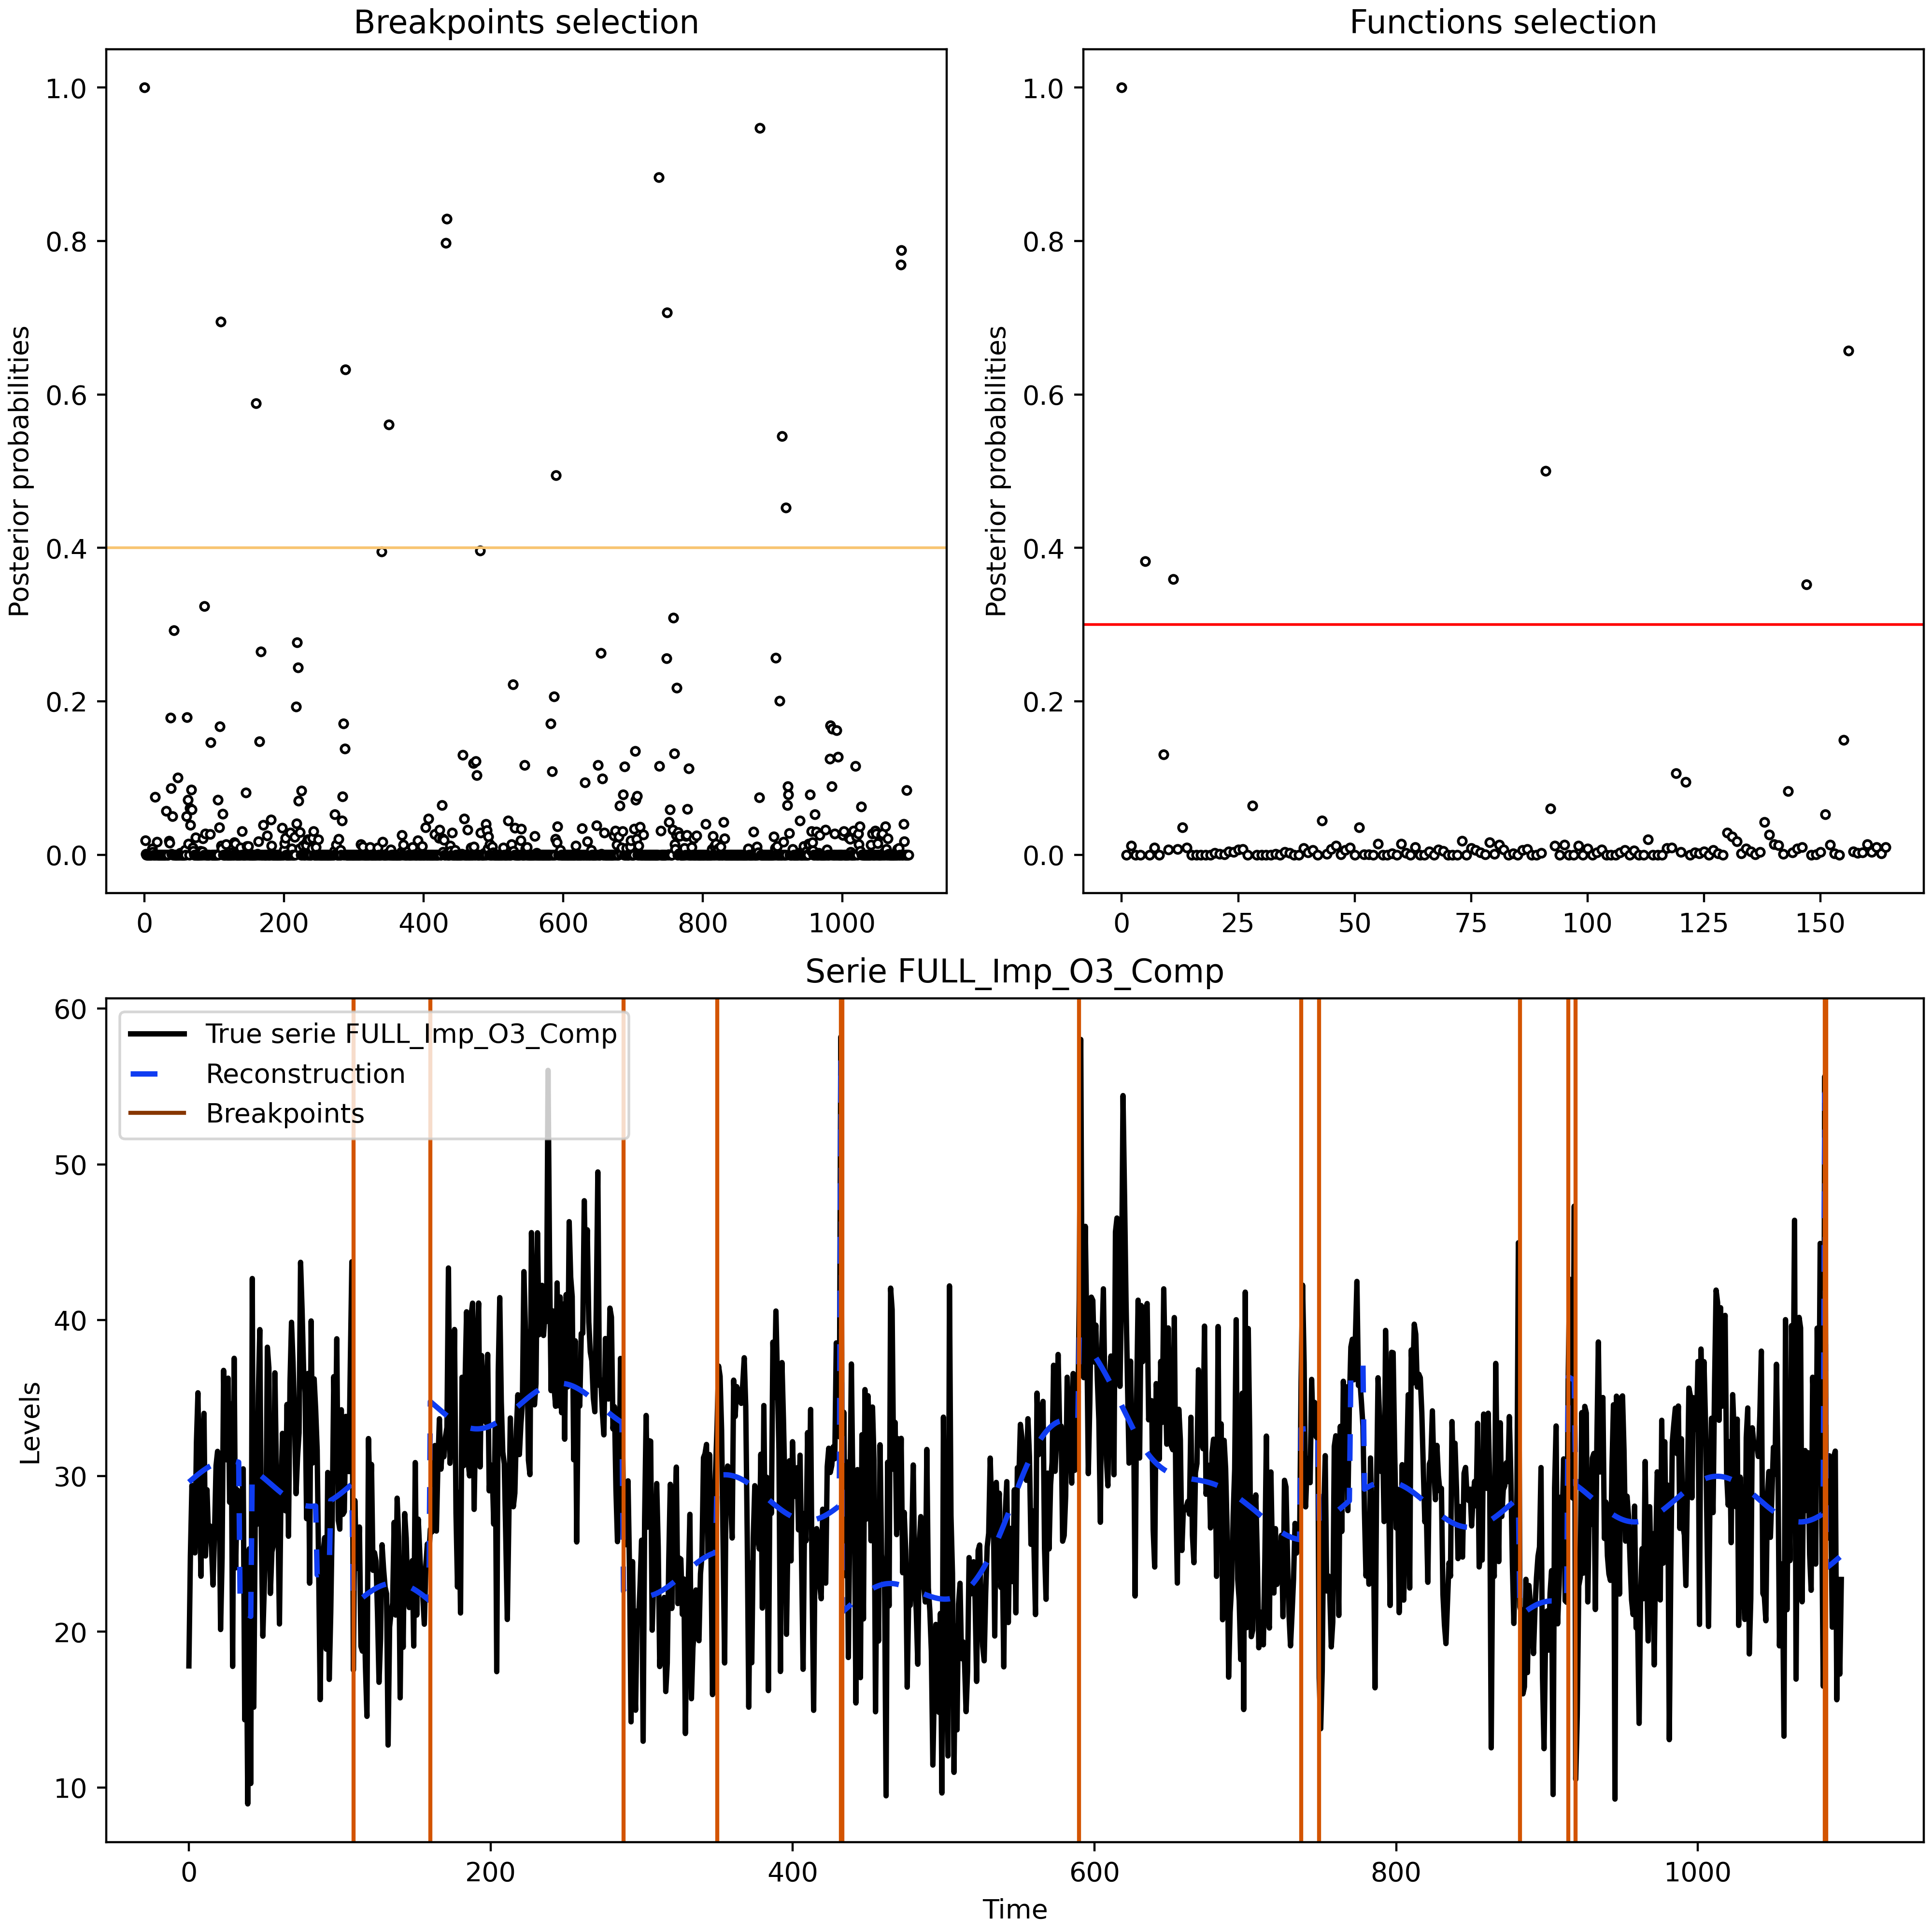 Breakpoints selection
Posterior probabilities
1.0
0.8
0.6
0.4
0.2
0.0
0 200 400 600 800 1000
Functions selection
Posterior probabilities
1.0
0.8
0.6
0.4
0.2
0.0
0 25 50 75 100 125 150
Serie FULL_Imp_O3_Comp
Levels
60
50
40
30
20
10
True serie FULL_Imp_O3_Comp
Reconstruction
Breakpoints
0 200 400 600 800 1000
Time